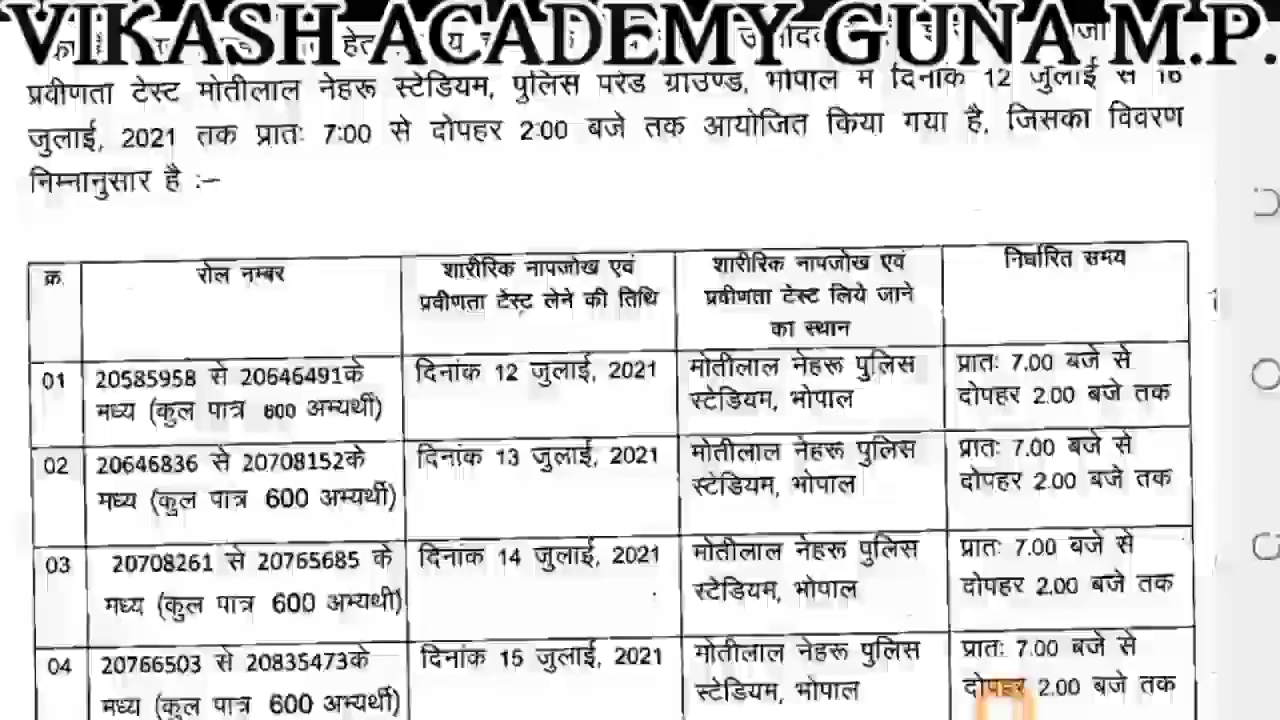 VIKASH ACADEMY GUNA M.P.
प्रवीणता टेस्ट मोतीलाल नेहरू स्टेडियम, पुलिस परेड ग्राउण्ड, भोपाल में दिनांक 12 जुलाई से 16
जुलाई, 2021 तक प्रातः 7:00 से दोपहर 2:00 बजे तक आयोजित किया गया है, जिसका विवरण
निम्नानुसार है :–
क्र.
रोल नम्बर
शारीरिक नापजोख एवं
प्रवीणता टेस्ट लेने की तिथि
शारीरिक नापजोख एवं
प्रवीणता टेस्ट लिये जाने
का स्थान
निर्धारित समय
01
20585958 से 20646491के
मध्य (कुल पात्र 600 अभ्यर्थी)
दिनांक 12 जुलाई, 2021
मोतीलाल नेहरू पुलिस
स्टेडियम, भोपाल
प्रातः 7.00 बजे से
दोपहर 2.00 बजे तक
02
20646836 से 20708152के
मध्य (कुल पात्र 600 अभ्यर्थी)
दिनांक 13 जुलाई, 2021
मोतीलाल नेहरू पुलिस
स्टेडियम, भोपाल
प्रातः 7.00 बजे से
दोपहर 2.00 बजे तक
03
20708261 से 20765685 के
मध्य (कुल पात्र 600 अभ्यर्थी)
दिनांक 14 जुलाई, 2021
मोतीलाल नेहरू पुलिस
स्टेडियम, भोपाल
प्रातः 7.00 बजे से
दोपहर 2.00 बजे तक
04
20766503 से 20835473के
मध्य (कुल पात्र 600 अभ्यर्थी)
दिनांक 15 जुलाई, 2021
मोतीलाल नेहरू पुलिस
स्टेडियम, भोपाल
प्रातः 7.00 बजे से
दोपहर 2.00 बजे तक